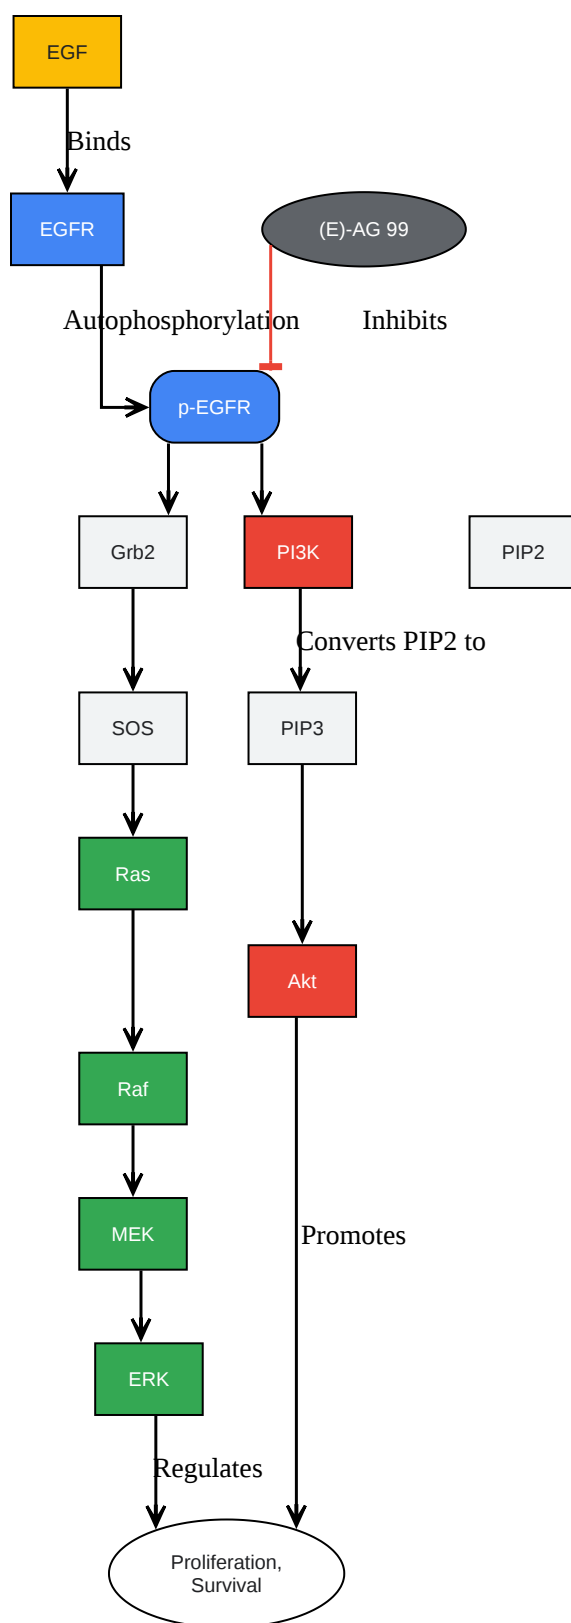 EGF
Binds
EGFR
(E)-AG 99
Autophosphorylation
Inhibits
p-EGFR
Grb2
PI3K
PIP2
Converts PIP2 to
SOS
PIP3
Ras
Akt
Raf
MEK
Promotes
ERK
Regulates
Proliferation,
Survival